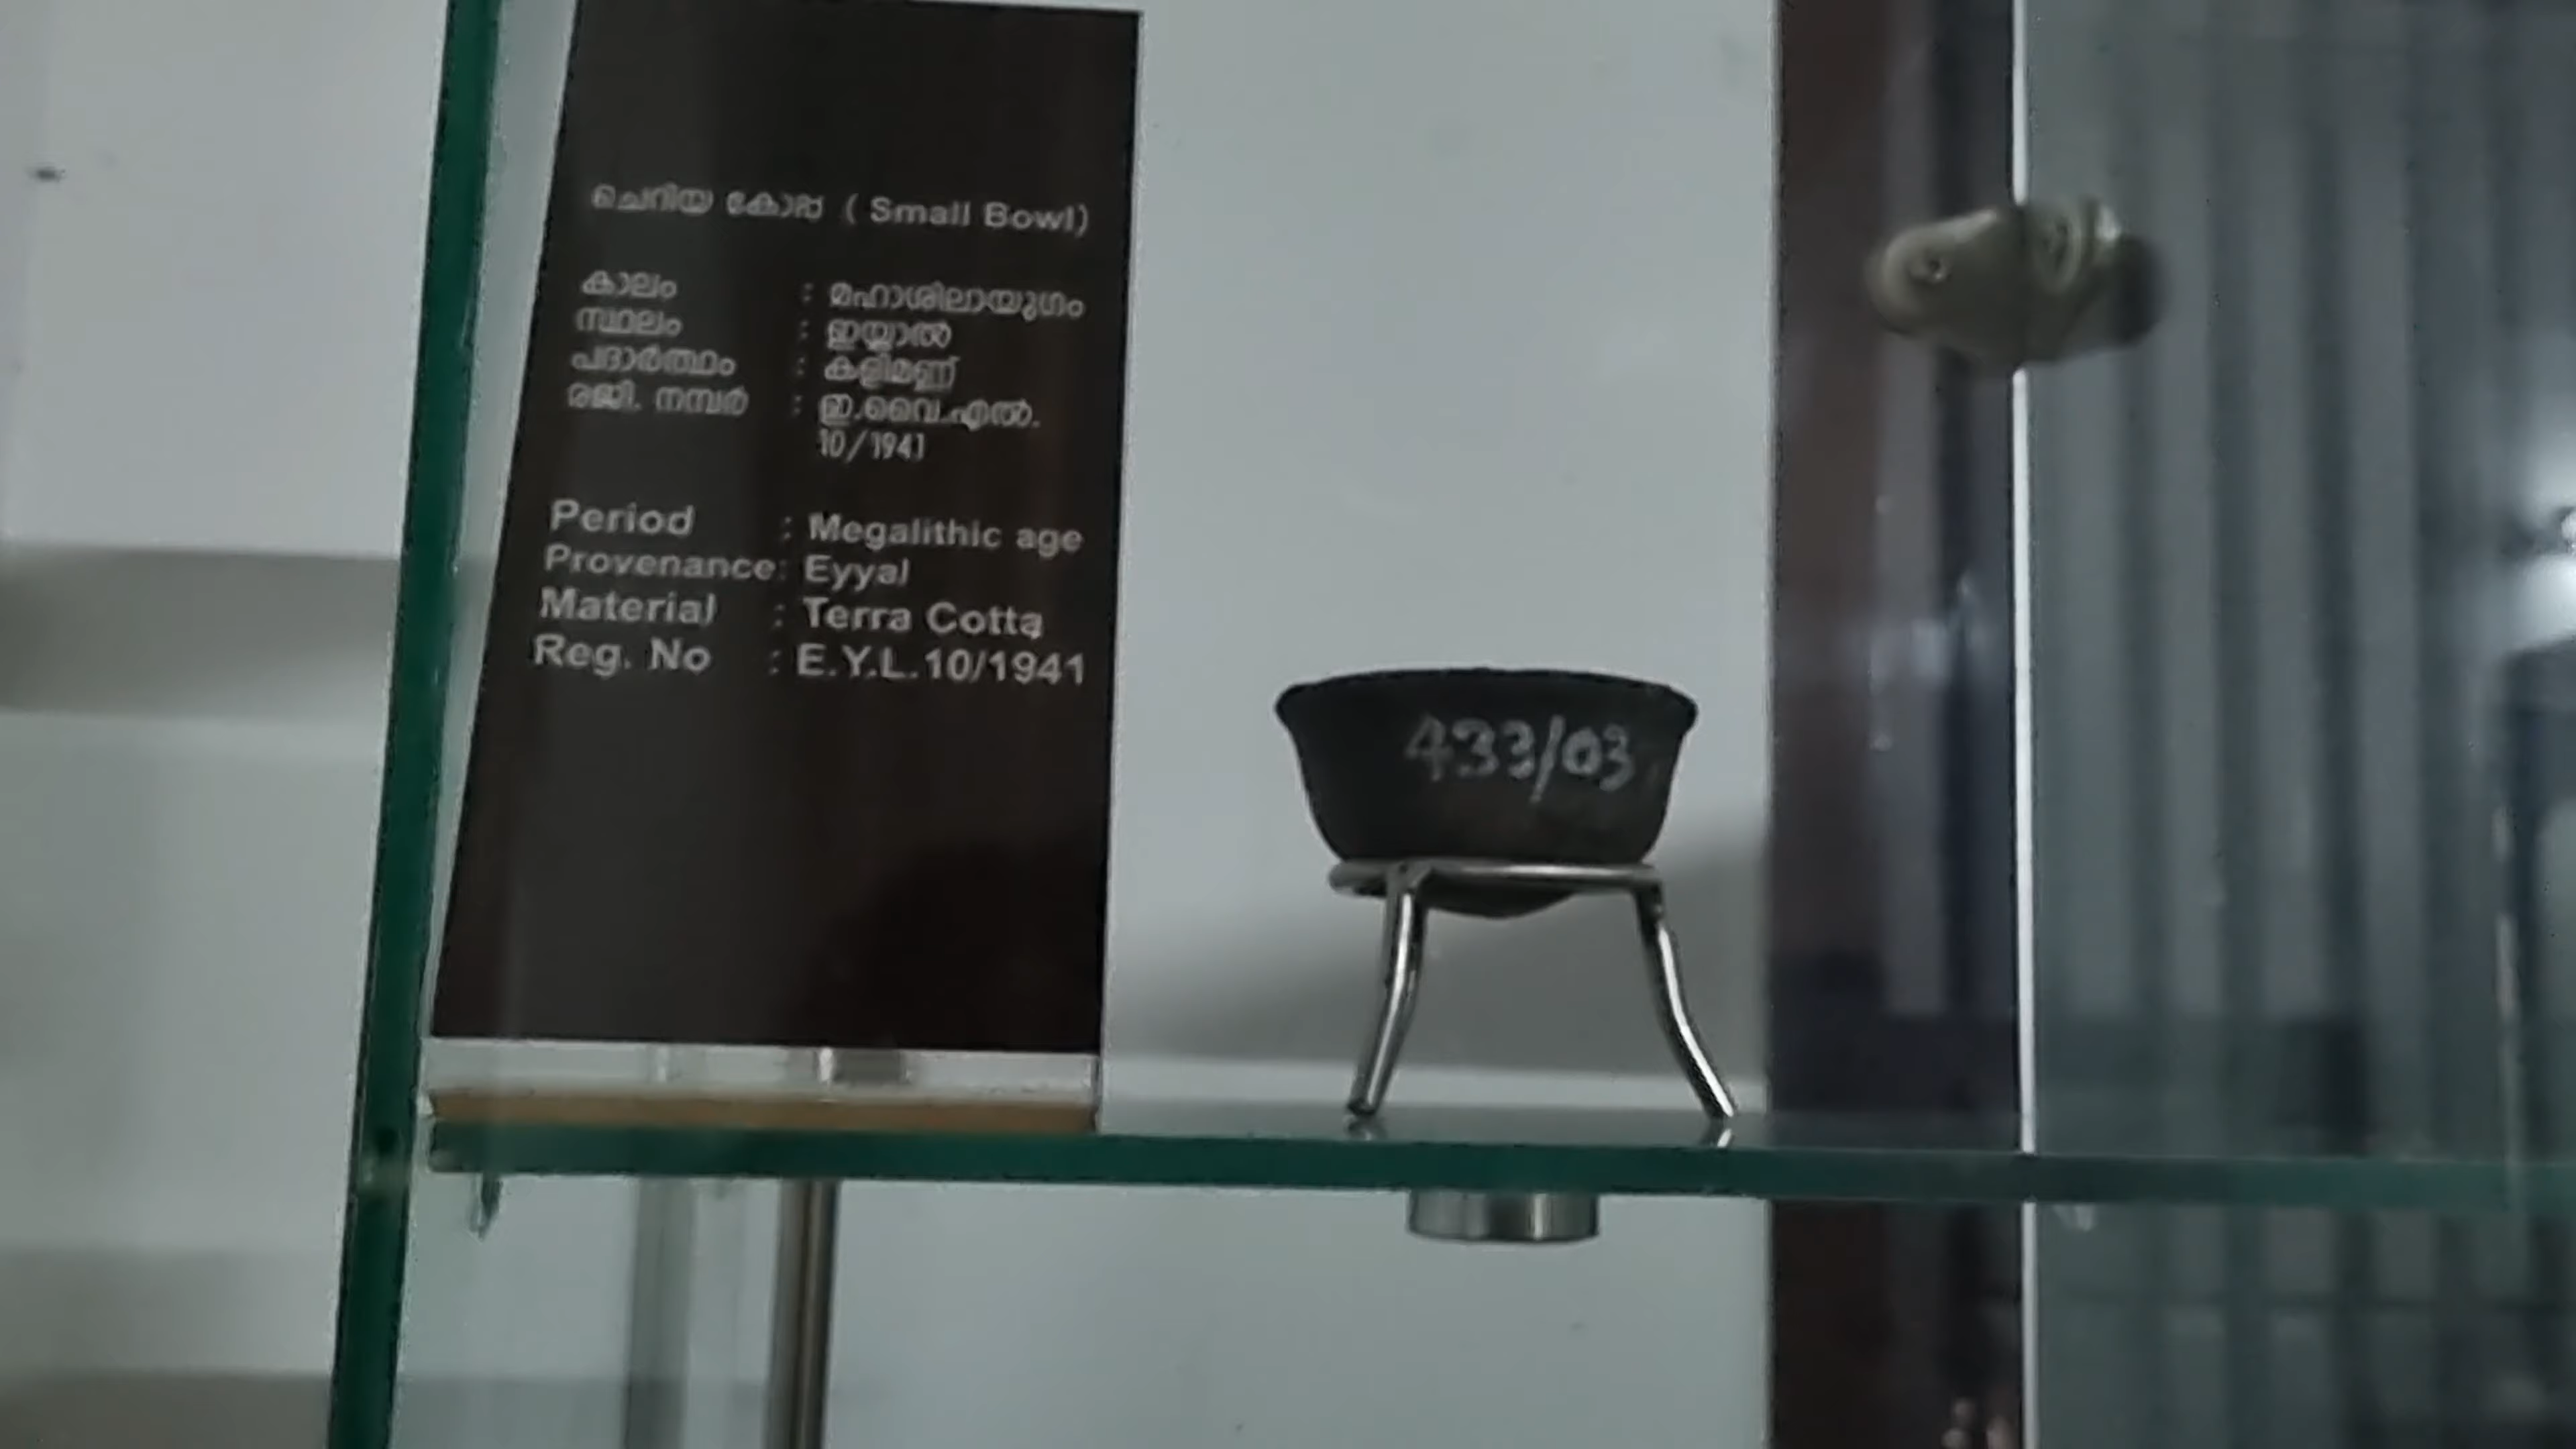 ചെറിയ കോപ്പ ( Small Bowl)
കാലം : മഹാശിലായുഗം
സ്ഥലം : ഇയ്യാൽ
പദാർത്ഥം : കളിമണ്ണ്
രജി. നമ്പർ : ഇ.വൈ.എൽ.
10/1941
Period : Megalithic age
Provenance: Eyyal
Material : Terra Cotta
Reg. No : E.Y.L.10/1941
433/03